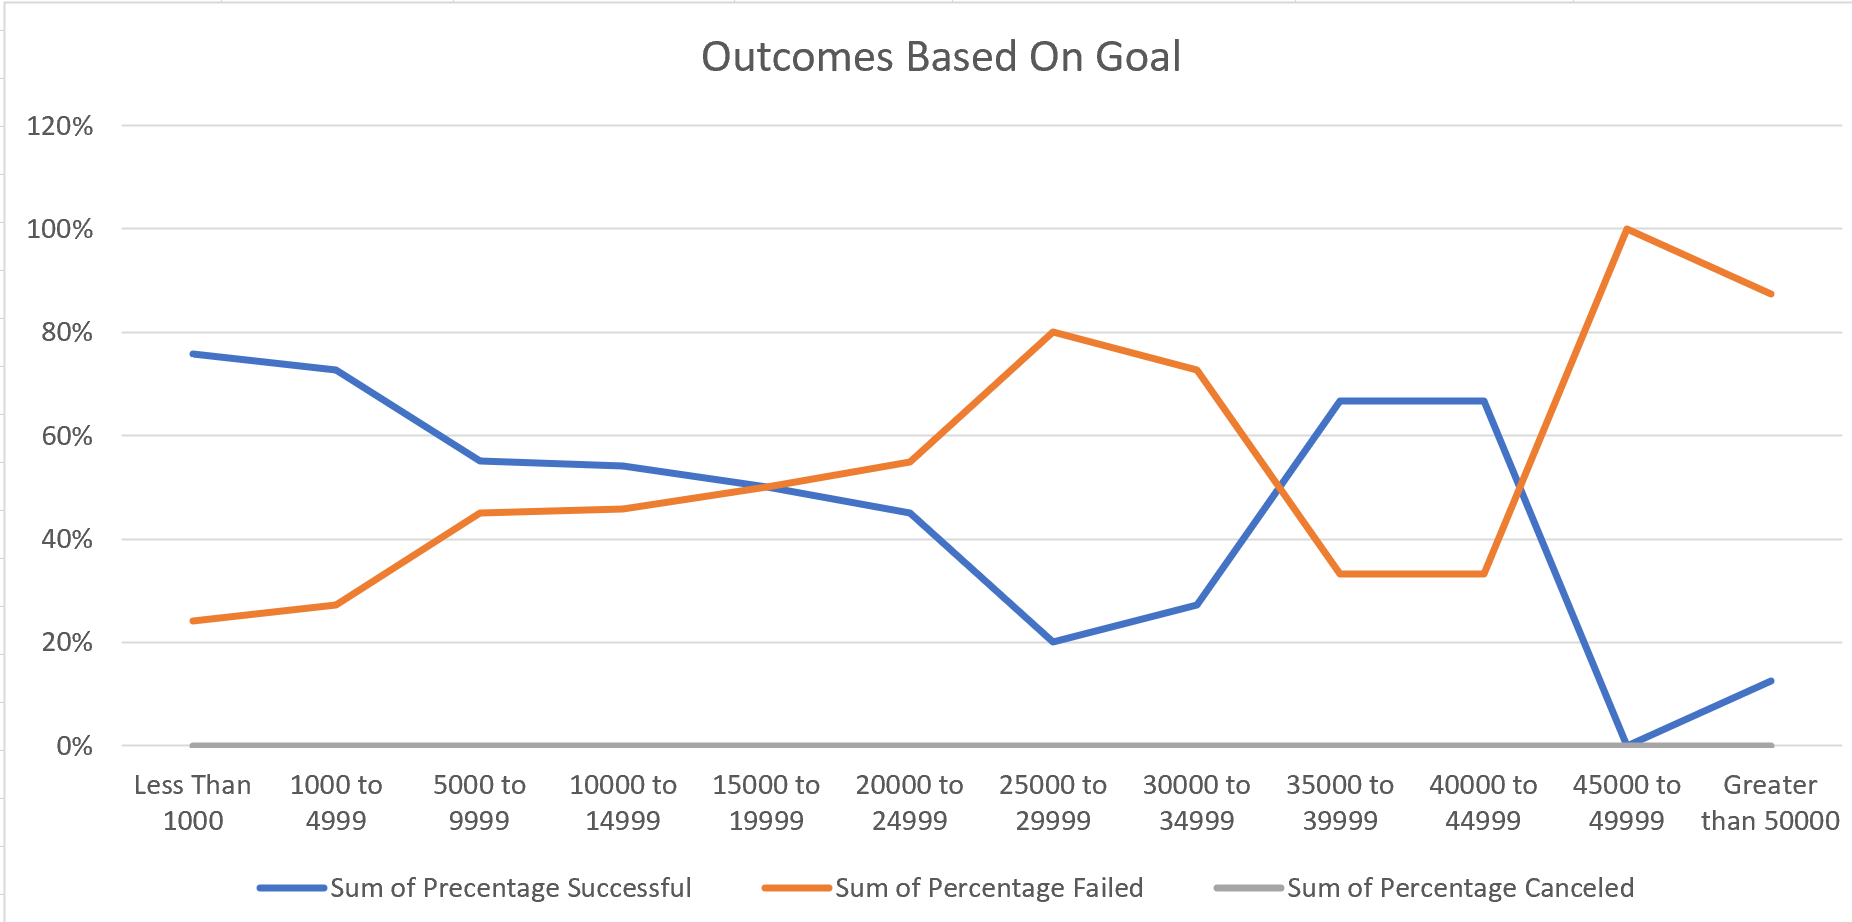 Outcomes Based On Goal
120%
100%
80%
60%
40%
20%
0%
Less Than
1000
1000 to
4999
5000 to
9999
10000 to
14999
15000 to
19999
20000 to
24999
25000 to
29999
30000 to
34999
35000 to
39999
40000 to
44999
45000 to
49999
Greater
than 50000
Sum of Precentage Successful
Sum of Percentage Failed
Sum of Percentage Canceled